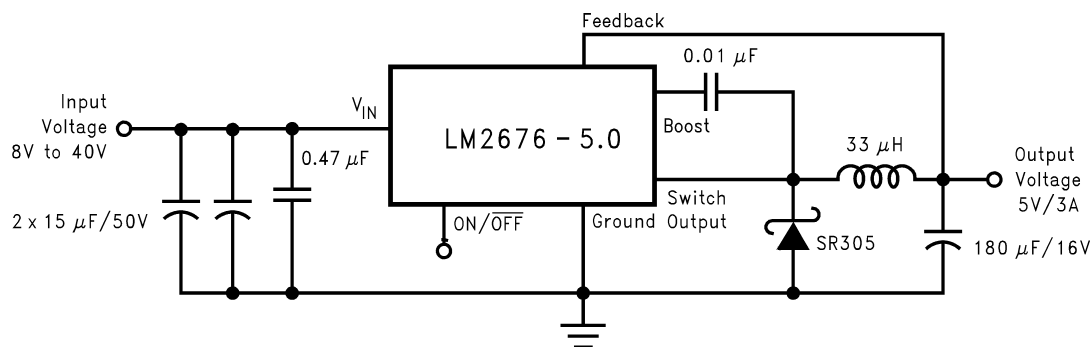 Feedback
0.01 μF
Input
Voltage
8V to 40V
VIN
LM2676 - 5.0
Boost
0.47 μF
33 μH
Output
Voltage
5V/3A
2 x 15 μF/50V
ON/OFF
Ground
Switch
Output
SR305
180 μF/16V